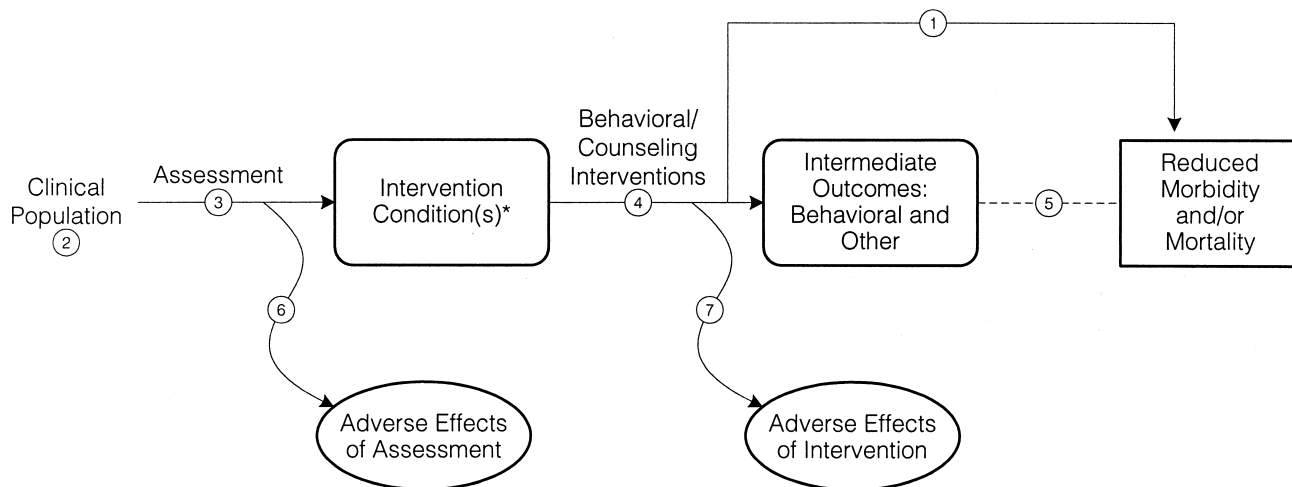 1
Clinical
Population
2
Assessment
3
Intervention
Condition(s)*
Behavioral/
Counseling
Interventions
4
Intermediate
Outcomes:
Behavioral and
Other
5
Reduced
Morbidity
and/or
Mortality
6
7
Adverse Effects
of Assessment
Adverse Effects
of Intervention